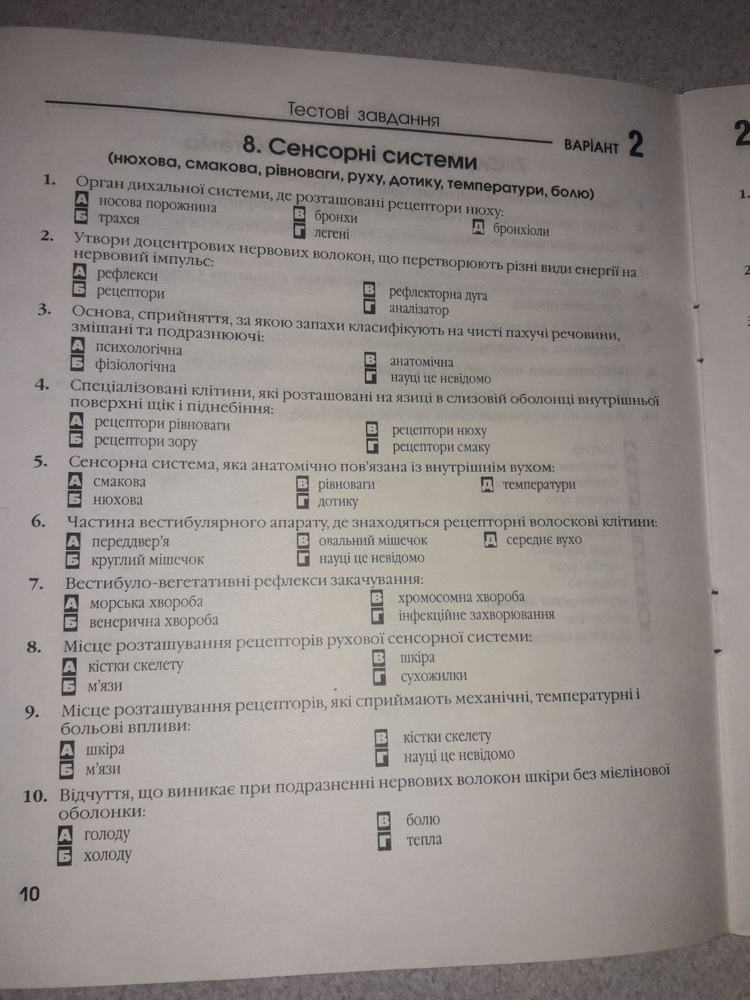 Тестові завдання
ВАРІАНТ 2
8. Сенсорні системи
(нюхова, смакова, рівноваги, руху, дотику, температури, болю)
1. Орган дихальної системи, де розташовані рецептори нюху:
А носова порожнина
Б трахея
В бронхи
Г легені
Д бронхіоли
2. Утвори доцентрових нервових волокон, що перетворюють різні види енергії на
нервовий імпульс:
А рефлекси
Б рецептори
В рефлекторна дуга
Г аналізатор
3. Основа, сприйняття, за якою запахи класифікують на чисті пахучі речовини,
змішані та подразнюючі:
А психологічна
Б фізіологічна
В анатомічна
Г науці це невідомо
4. Спеціалізовані клітини, які розташовані на язиці в слизовій оболонці внутрішньої
поверхні щік і піднебіння:
А рецептори рівноваги
Б рецептори зору
В рецептори нюху
Г рецептори смаку
5. Сенсорна система, яка анатомічно пов’язана із внутрішнім вухом:
А смакова
Б нюхова
В рівноваги
Г дотику
Д температури
6. Частина вестибулярного апарату, де знаходяться рецепторні волоскові клітини:
А переддвер’я
Б круглий мішечок
В овальний мішечок
Г науці це невідомо
Д середнє вухо
7. Вестибуло-вегетативні рефлекси закачування:
А морська хвороба
Б венерична хвороба
В хромосомна хвороба
Г інфекційне захворювання
8. Місце розташування рецепторів рухової сенсорної системи:
А кістки скелету
Б м’язи
В шкіра
Г сухожилки
9. Місце розташування рецепторів, які сприймають механічні, температурні і
больові впливи:
А шкіра
Б м’язи
В кістки скелету
Г науці це невідомо
10. Відчуття, що виникає при подразненні нервових волокон шкіри без мієлінової
оболонки:
А голоду
Б холоду
В болю
Г тепла
10
2
1.
2